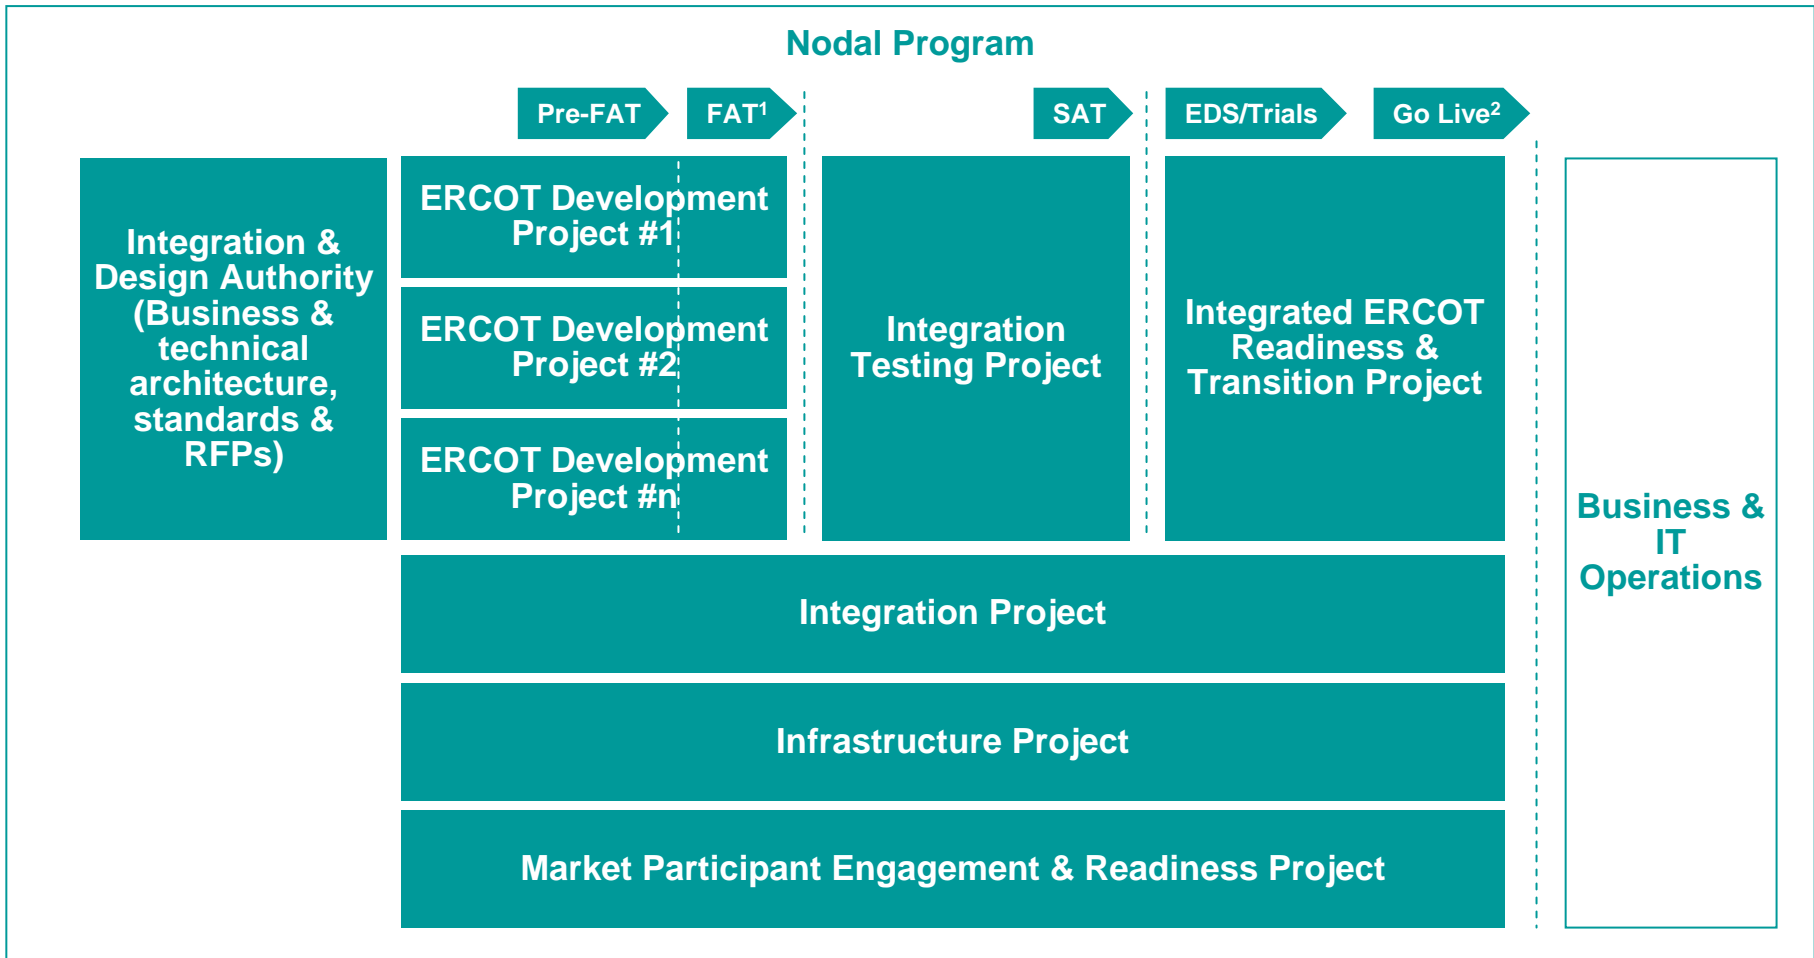 Nodal Program
Pre-FAT
FAT1
SAT
EDS/Trials
Go Live2
Integration &
Design Authority
(Business &
technical
architecture,
standards &
RFPs)
ERCOT Development
Project #1
ERCOT Development
Project #2
ERCOT Development
Project #n
Integration
Testing Project
Integrated ERCOT
Readiness &
Transition Project
Business &
IT
Operations
Integration Project
Infrastructure Project
Market Participant Engagement & Readiness Project